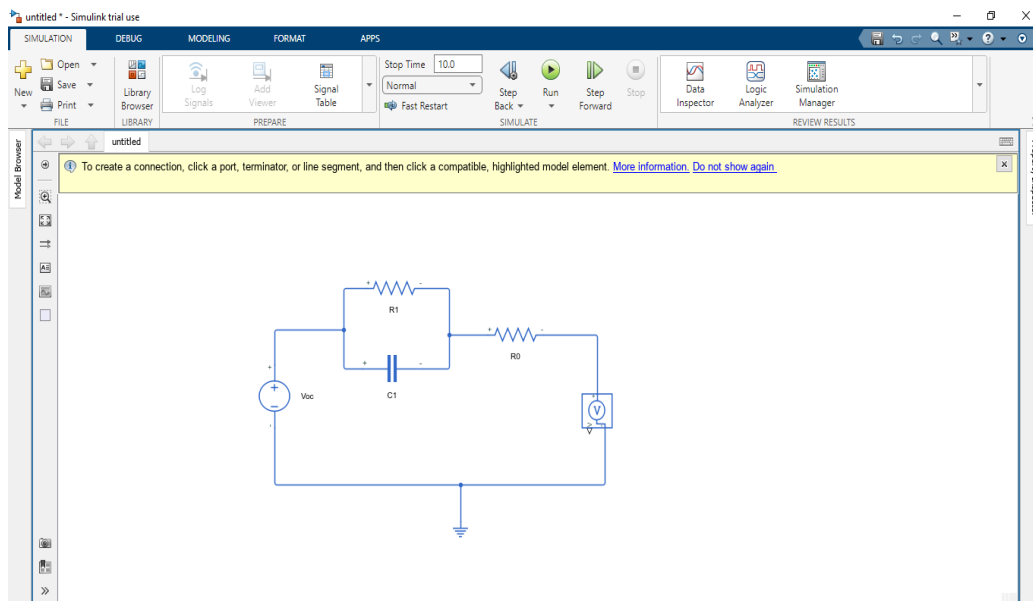 untitled * - Simulink trial use
SIMULATION DEBUG MODELING FORMAT APPS
New
Open
Save
Print
FILE
Library
Browser
LIBRARY
Log
Signals
Add
Viewer
Signal
Table
PREPARE
Stop Time 10.0
Normal
Fast Restart
Step
Back
Run
Step
Forward
Stop
SIMULATE
Data
Inspector
Logic
Analyzer
Simulation
Manager
REVIEW RESULTS
Model Browser
untitled
To create a connection, click a port, terminator, or line segment, and then click a compatible, highlighted model element. More information. Do not show again.
R1
C1
R0
Voc
V